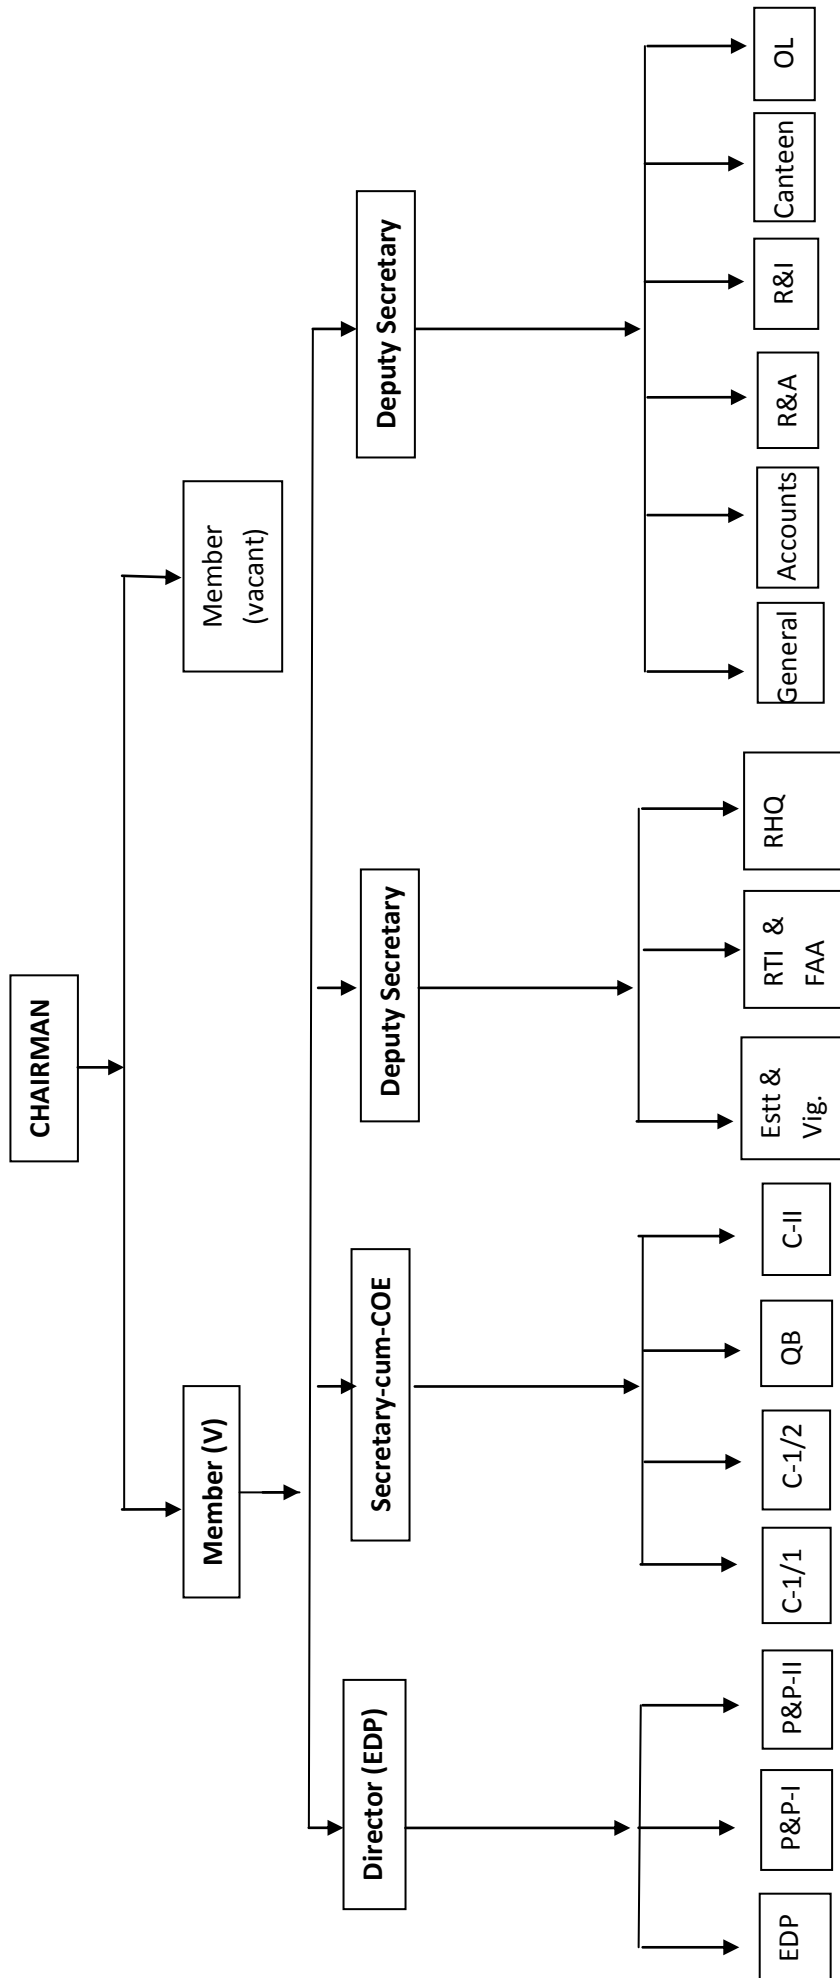 CHAIRMAN
Member (V)
Member
(vacant)
Director (EDP)
Secretary-cum-COE
Deputy Secretary
Deputy Secretary
EDP
P&P-I
P&P-II
C-1/1
C-1/2
QB
C-II
Estt &
Vig.
RTI &
FAA
RHQ
General
Accounts
R&A
R&I
Canteen
OL